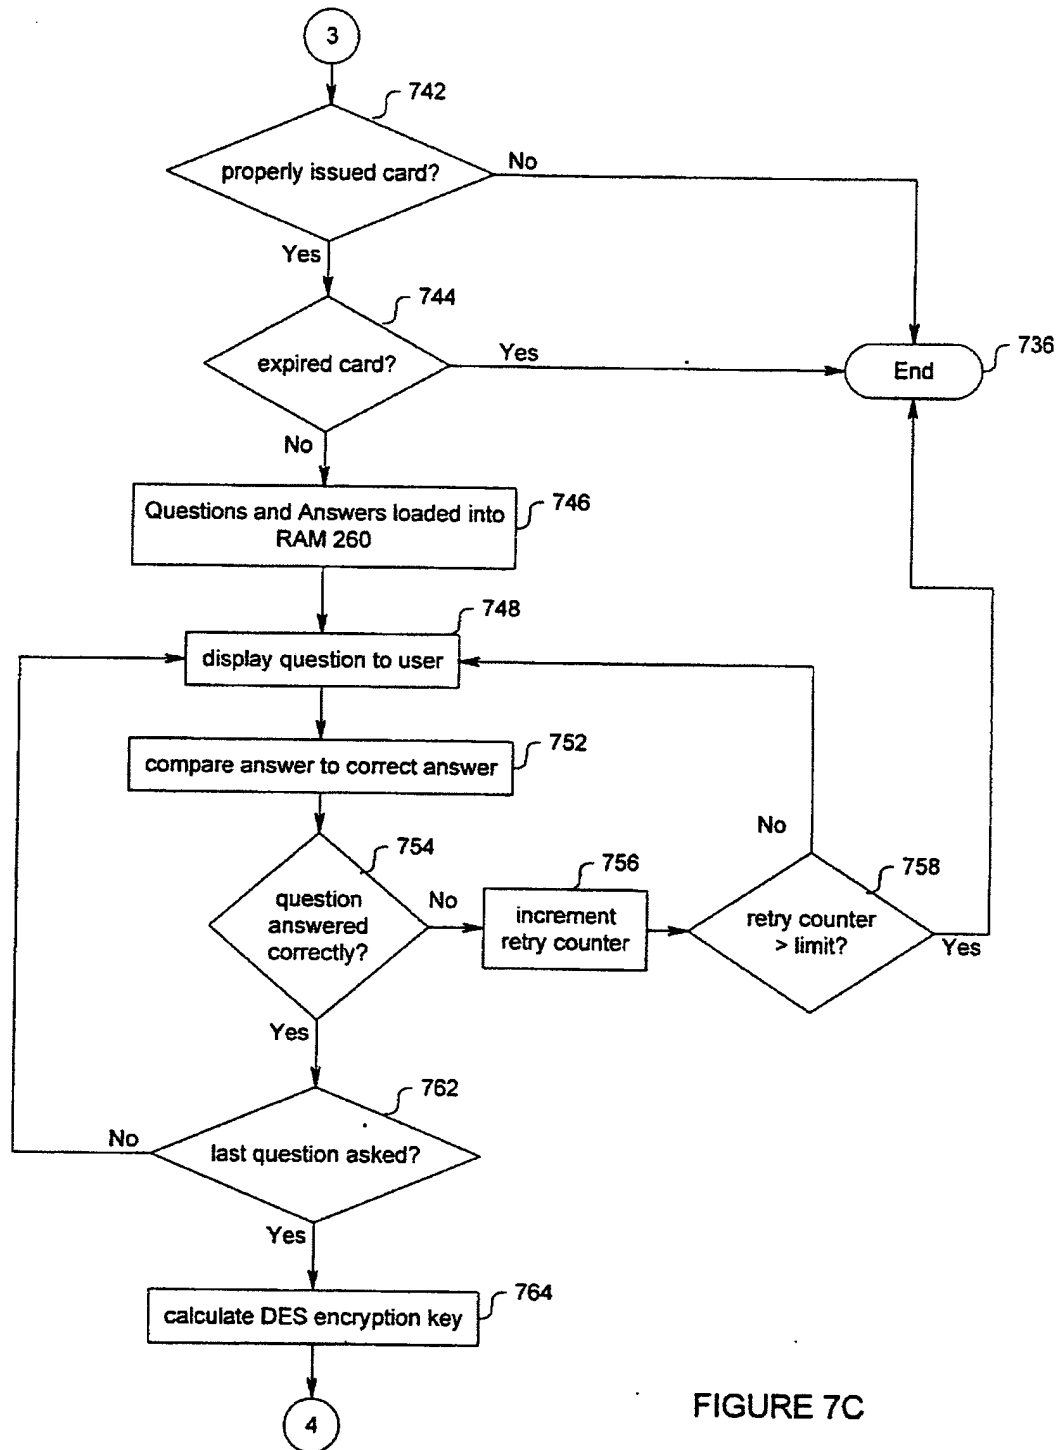 3
742
properly issued card?
No
Yes
744
expired card?
Yes
736
End
No
746
Questions and Answers loaded into
RAM 260
748
display question to user
752
compare answer to correct answer
No
754
756
758
question
answered
correctly?
No
increment
retry counter
retry counter
> limit?
Yes
Yes
762
No
last question asked?
Yes
764
calculate DES encryption key
4
FIGURE 7C